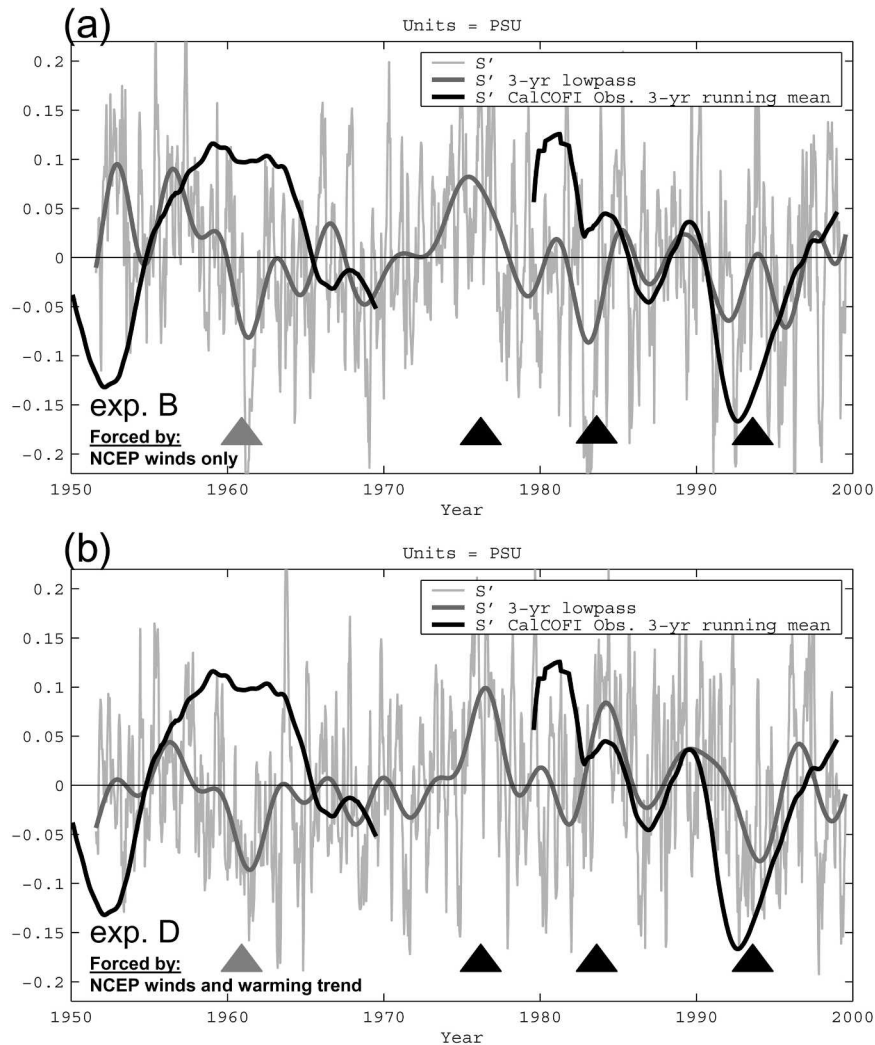 (a)
Units = PSU
S'
S' 3-yr lowpass
S' CalCOFI Obs. 3-yr running mean
0.2
0.15
0.1
0.05
0
-0.05
-0.1
-0.15
-0.2
exp. B
Forced by:
NCEP winds only
1950 1960 1970 1980 1990 2000
Year
(b)
Units = PSU
S'
S' 3-yr lowpass
S' CalCOFI Obs. 3-yr running mean
0.2
0.15
0.1
0.05
0
-0.05
-0.1
-0.15
-0.2
exp. D
Forced by:
NCEP winds and warming trend
1950 1960 1970 1980 1990 2000
Year